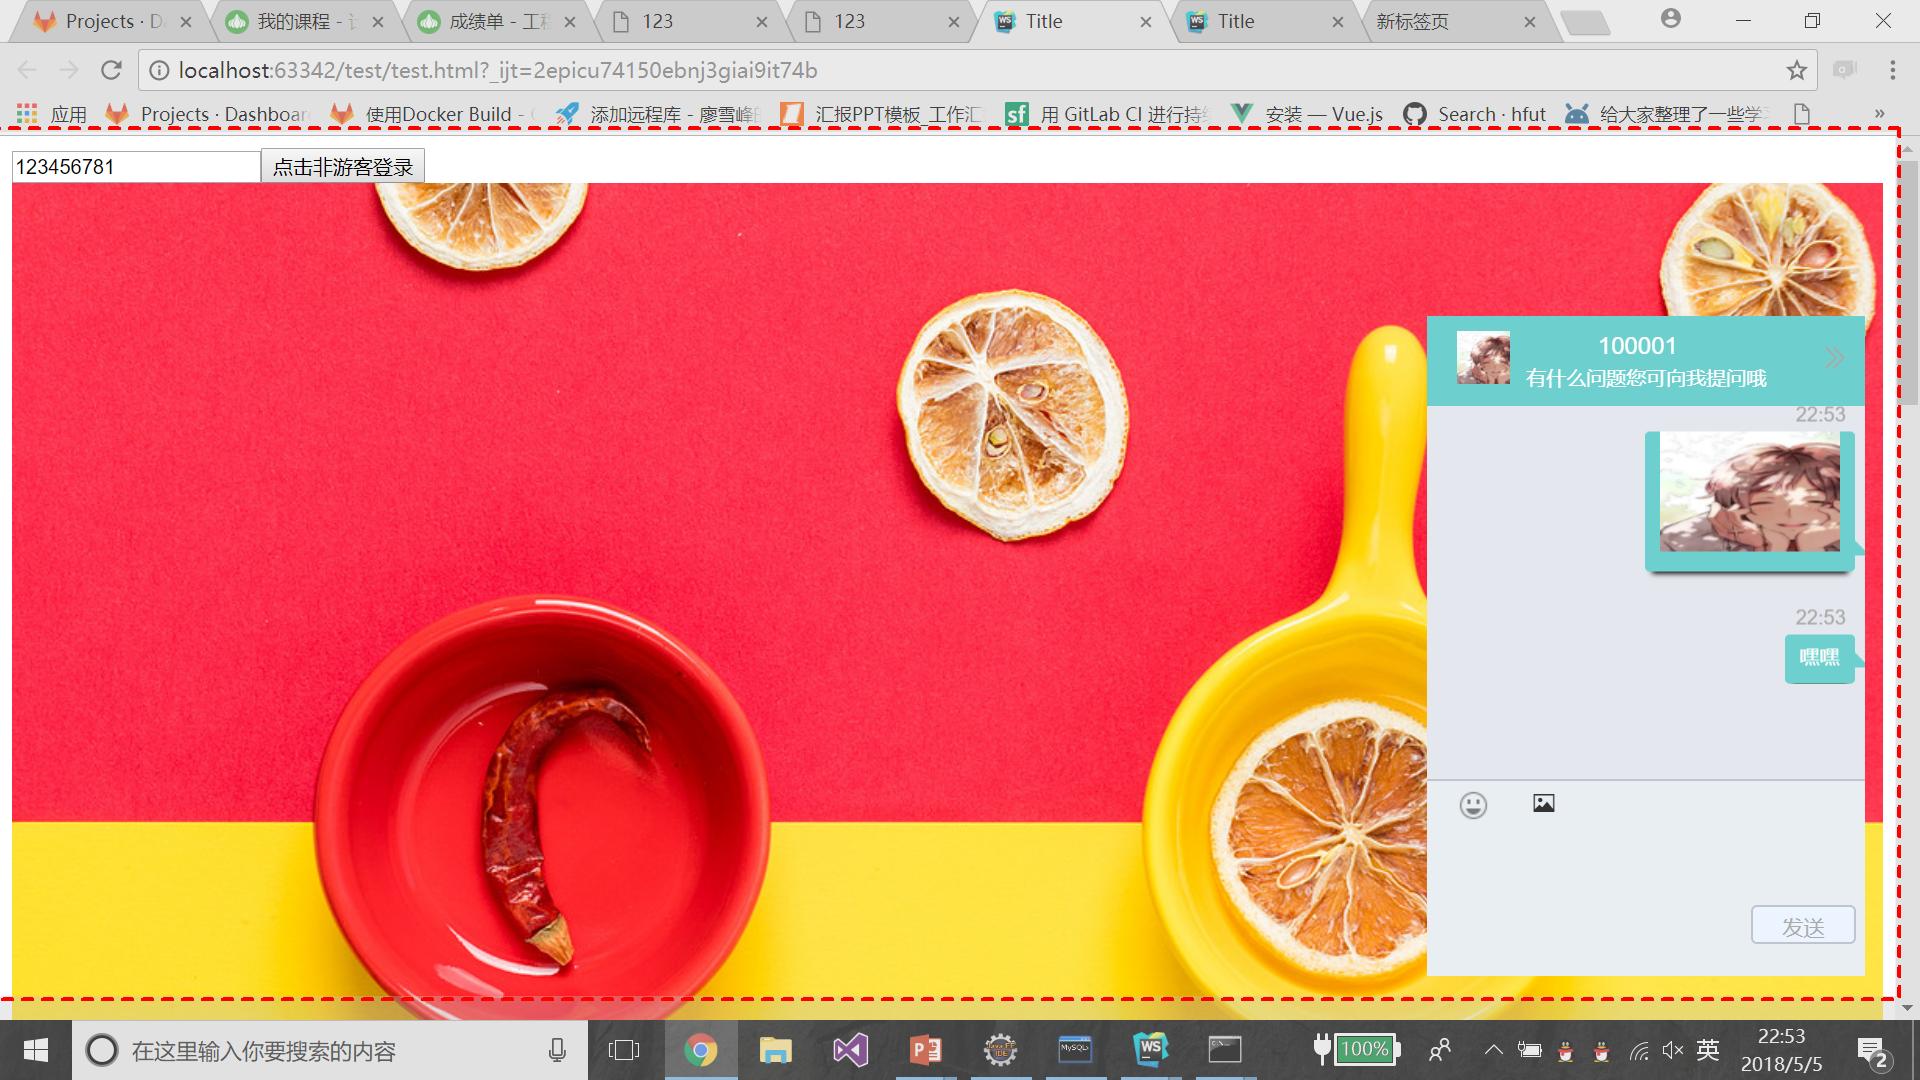 Projects · D
我的课程 - 
成绩单 - 工程
123
123
Title
Title
新标签页
localhost:63342/test/test.html?_ijt=2epicu74150ebnj3giai9it74b
应用
Projects · Dashboar
使用Docker Build -
添加远程库 - 廖雪峰
汇报PPT模板_工作汇
sf
用 GitLab CI 进行持续
安装 — Vue.js
Search · hfut
给大家整理了一些学习
»
123456781
点击非游客登录
100001
有什么问题您可向我提问哦
22:53
22:53
嘿嘿
发送
在这里输入你要搜索的内容
MySQL
WS
100%
英
22:53
2018/5/5
2